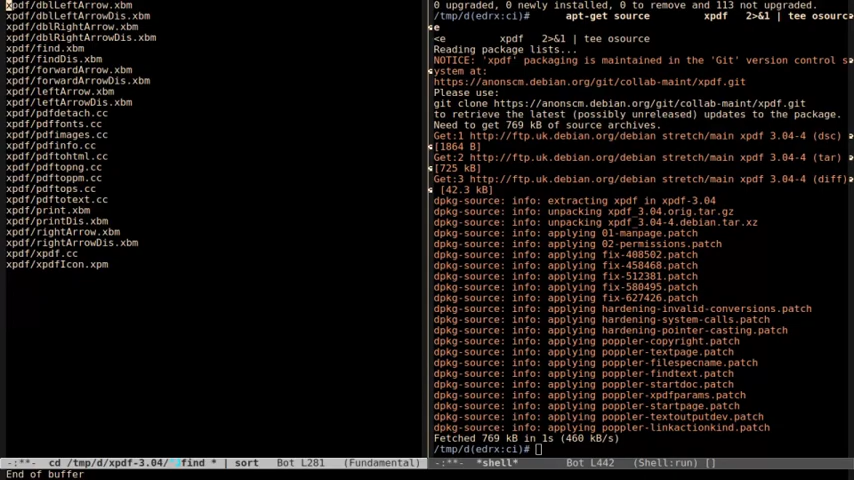 xpdf/dblLeftArrow.xbm
xpdf/dblLeftArrowDis.xbm
xpdf/dblRightArrow.xbm
xpdf/dblRightArrowDis.xbm
xpdf/find.xbm
xpdf/findDis.xbm
xpdf/forwardArrow.xbm
xpdf/forwardArrowDis.xbm
xpdf/leftArrow.xbm
xpdf/leftArrowDis.xbm
xpdf/pdfdetach.cc
xpdf/pdffonts.cc
xpdf/pdfimages.cc
xpdf/pdfinfo.cc
xpdf/pdftohtml.cc
xpdf/pdftopng.cc
xpdf/pdftoppm.cc
xpdf/pdftops.cc
xpdf/pdftotext.cc
xpdf/print.xbm
xpdf/printDis.xbm
xpdf/rightArrow.xbm
xpdf/rightArrowDis.xbm
xpdf/xpdf.cc
xpdf/xpdfIcon.xpm
-:**- cd /tmp/d/xpdf-3.04/ find * | sort Bot L281 (Fundamental)
End of buffer
0 upgraded, 0 newly installed, 0 to remove and 113 not upgraded.
/tmp/d(edrx:ci)# apt-get source xpdf 2>&1 | tee osourc
e
<e xpdf 2>&1 | tee osource
Reading package lists...
NOTICE: 'xpdf' packaging is maintained in the 'Git' version control s
ystem at:
https://anonscm.debian.org/git/collab-maint/xpdf.git
Please use:
git clone https://anonscm.debian.org/git/collab-maint/xpdf.git
to retrieve the latest (possibly unreleased) updates to the package.
Need to get 769 kB of source archives.
Get:1 http://ftp.uk.debian.org/debian stretch/main xpdf 3.04-4 (dsc)
[1864 B]
Get:2 http://ftp.uk.debian.org/debian stretch/main xpdf 3.04-4 (tar)
[725 kB]
Get:3 http://ftp.uk.debian.org/debian stretch/main xpdf 3.04-4 (diff)
[42.3 kB]
dpkg-source: info: extracting xpdf in xpdf-3.04
dpkg-source: info: unpacking xpdf_3.04.orig.tar.gz
dpkg-source: info: unpacking xpdf_3.04-4.debian.tar.xz
dpkg-source: info: applying 01-manpage.patch
dpkg-source: info: applying 02-permissions.patch
dpkg-source: info: applying fix-408502.patch
dpkg-source: info: applying fix-458468.patch
dpkg-source: info: applying fix-512381.patch
dpkg-source: info: applying fix-580495.patch
dpkg-source: info: applying fix-627426.patch
dpkg-source: info: applying hardening-invalid-conversions.patch
dpkg-source: info: applying hardening-system-calls.patch
dpkg-source: info: applying hardening-pointer-casting.patch
dpkg-source: info: applying poppler-copyright.patch
dpkg-source: info: applying poppler-textpage.patch
dpkg-source: info: applying poppler-filespecname.patch
dpkg-source: info: applying poppler-findtext.patch
dpkg-source: info: applying poppler-startdoc.patch
dpkg-source: info: applying poppler-xpdfparams.patch
dpkg-source: info: applying poppler-startpage.patch
dpkg-source: info: applying poppler-textoutputdev.patch
dpkg-source: info: applying poppler-linkactionkind.patch
Fetched 769 kB in 1s (460 kB/s)
/tmp/d(edrx:ci)#
-:**- *shell* Bot L442 (Shell:run) []